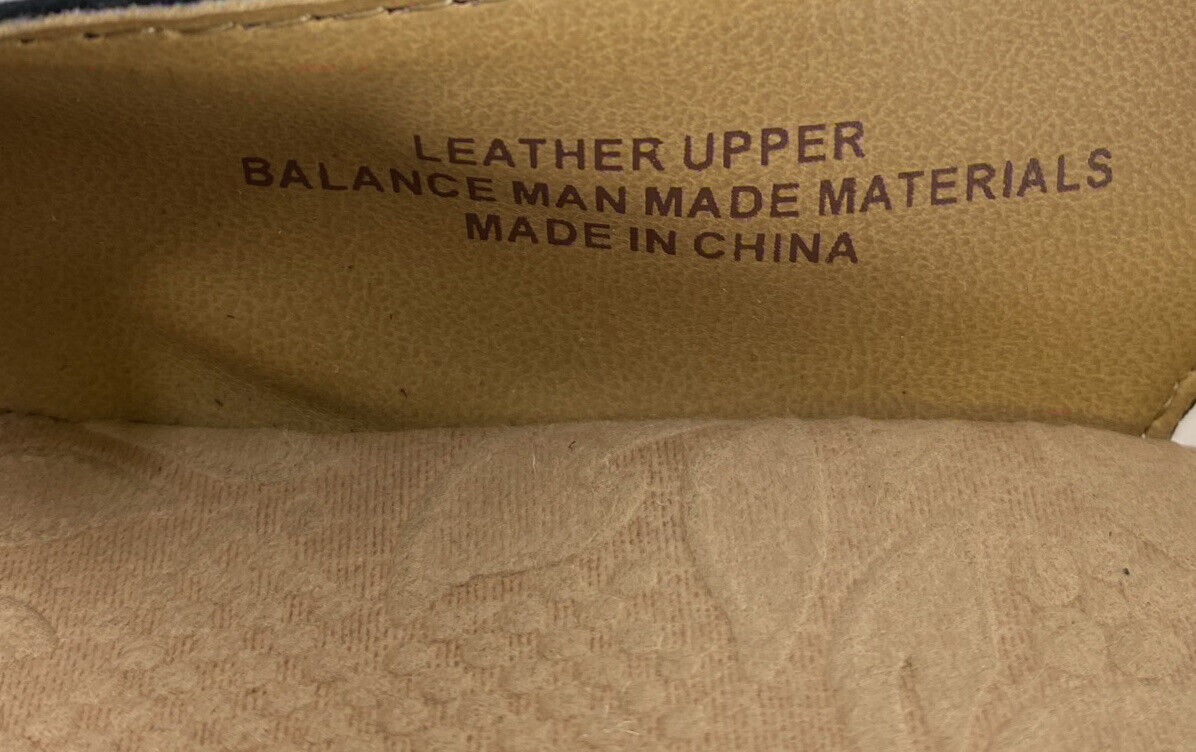 LEATHER UPPER
BALANCE MAN MADE MATERIALS
MADE IN CHINA